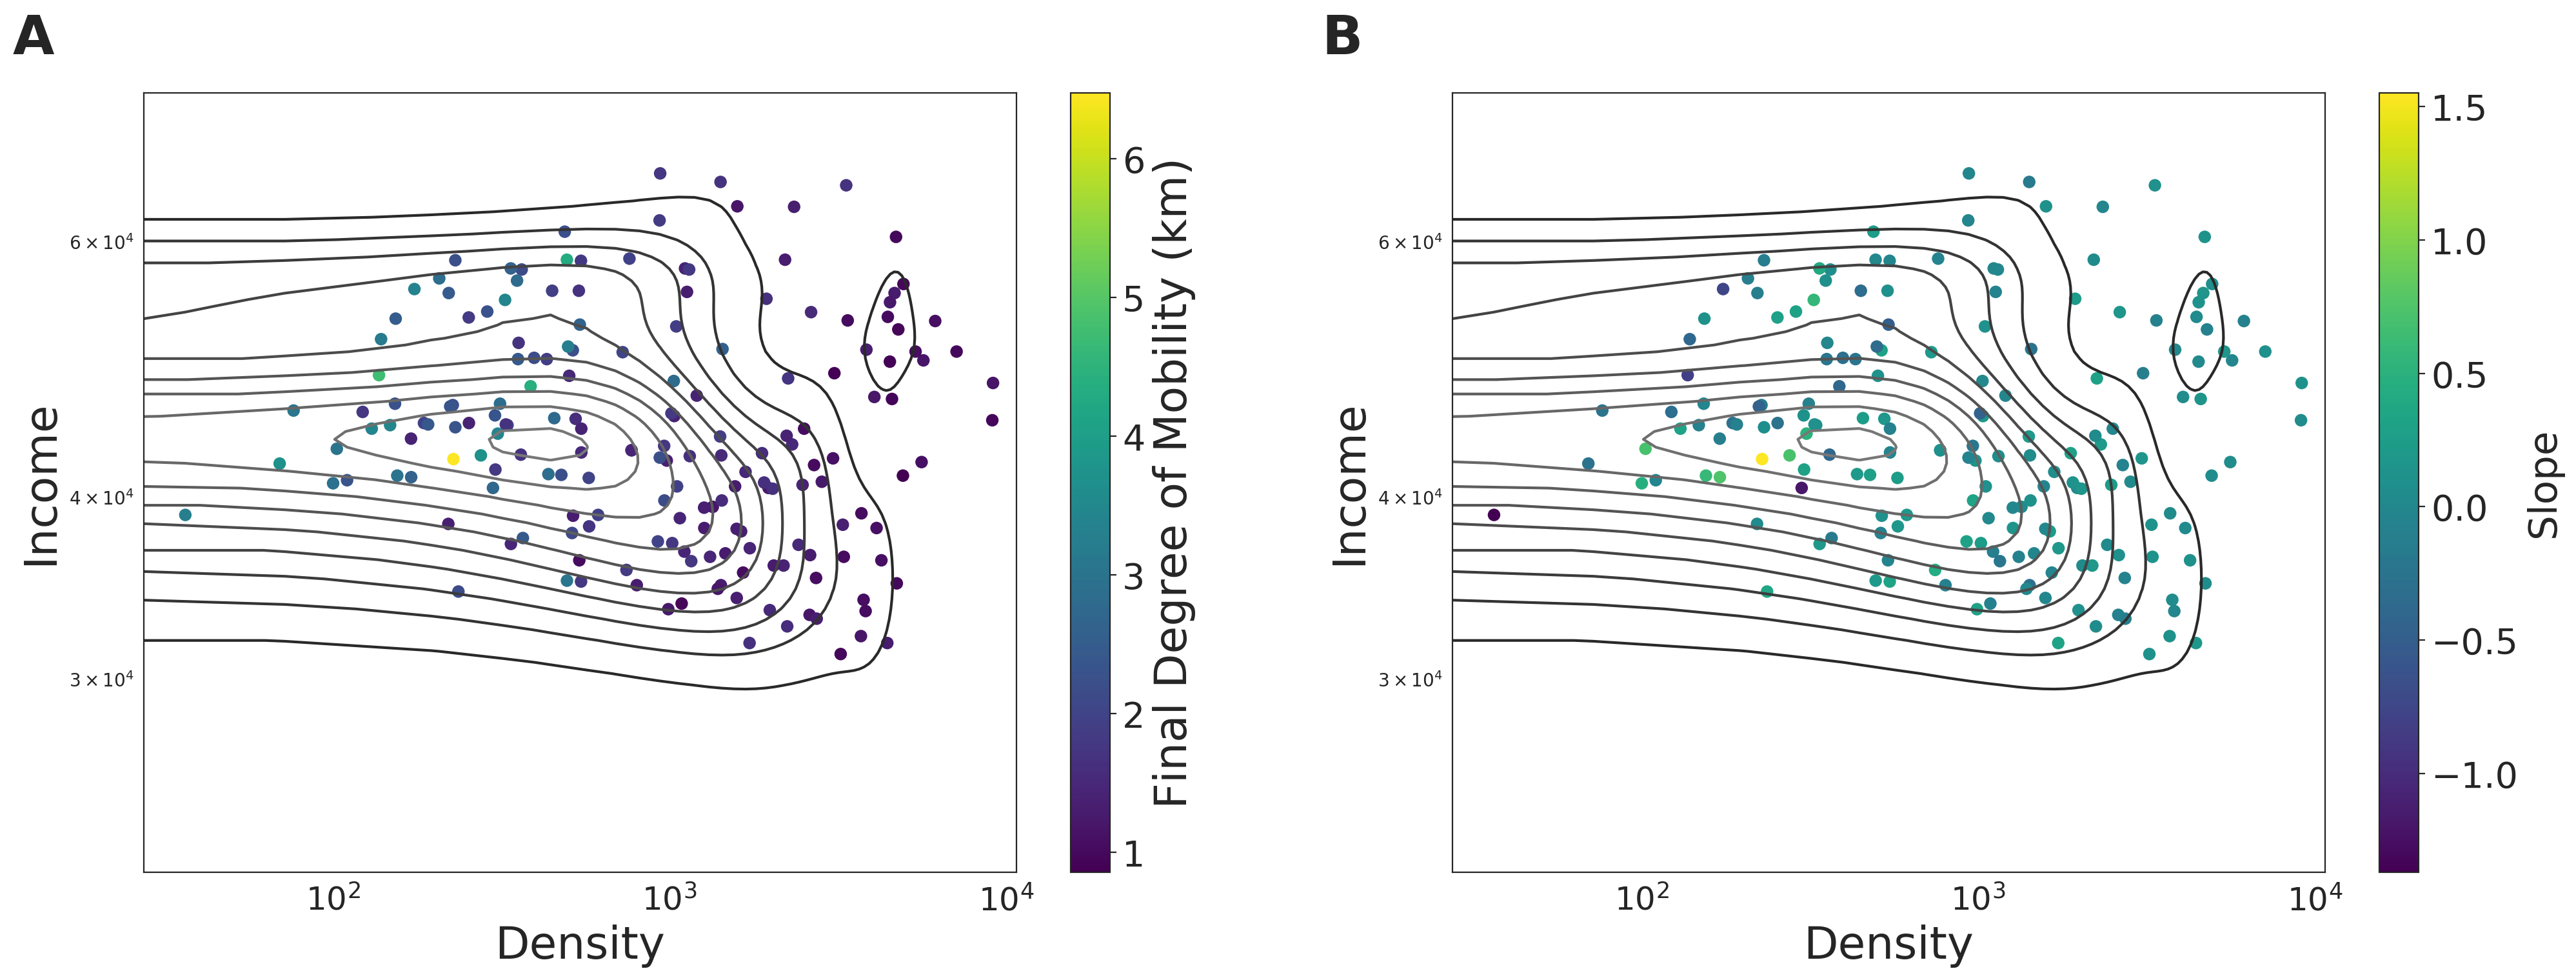 A
B
6 × 10⁴
4 × 10⁴
3 × 10⁴
Income
10²
10³
10⁴
Density
6
5
4
3
2
1
Final Degree of Mobility (km)
6 × 10⁴
4 × 10⁴
3 × 10⁴
Income
10²
10³
10⁴
Density
1.5
1.0
0.5
0.0
−0.5
−1.0
Slope